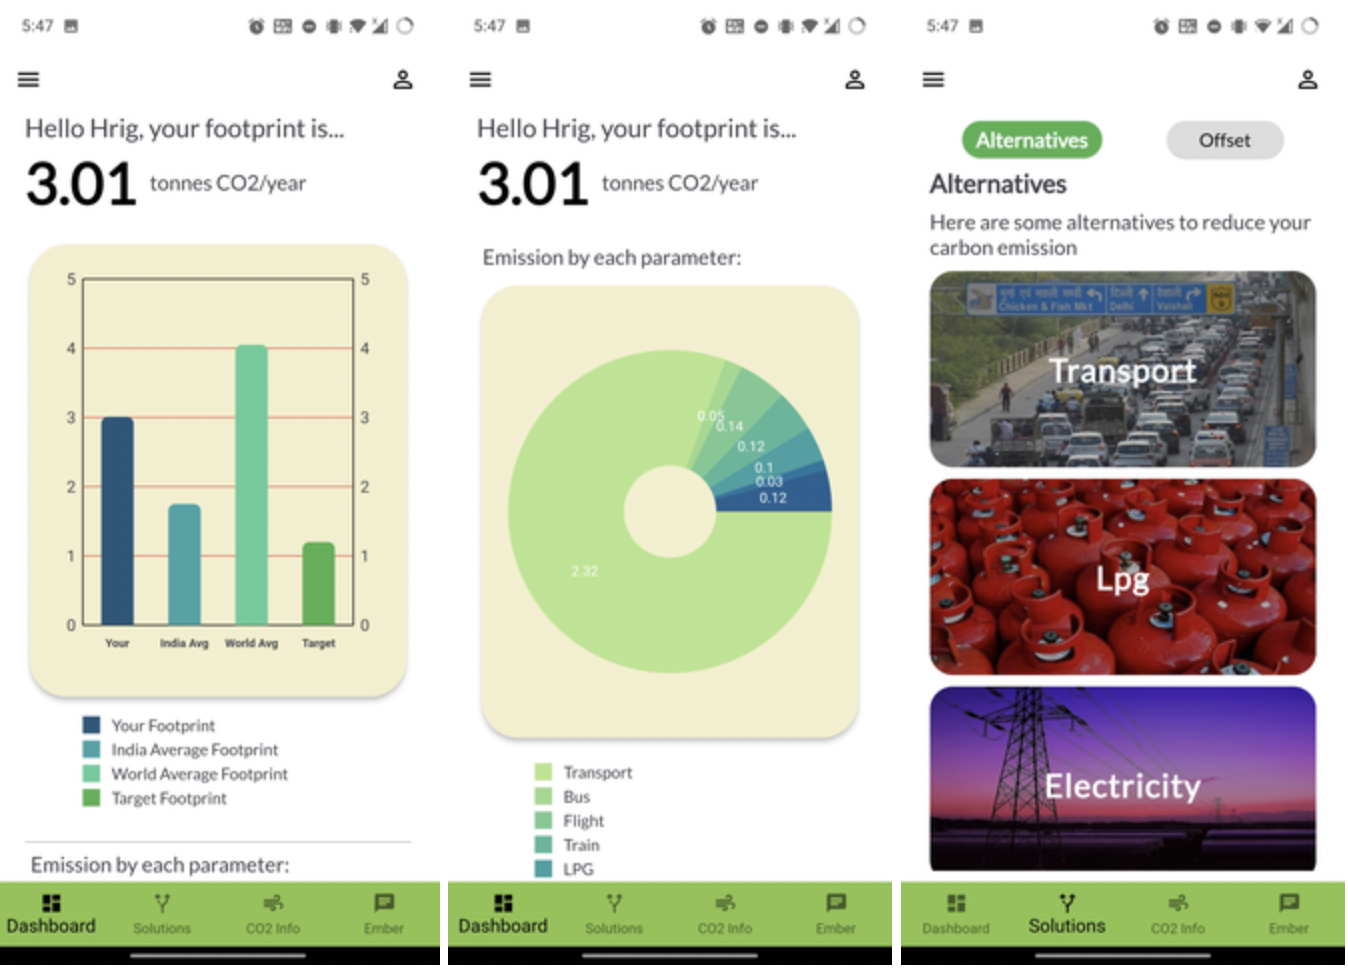 5:47
Hello Hrig, your footprint is...
3.01 tonnes CO2/year
5 5
4 4
3 3
2 2
1 1
0 0
Your India Avg World Avg Target
Your Footprint
India Average Footprint
World Average Footprint
Target Footprint
Emission by each parameter:
Dashboard Solutions CO2 Info Ember
5:47
Hello Hrig, your footprint is...
3.01 tonnes CO2/year
Emission by each parameter:
0.05
0.14
0.12
0.1
0.03
0.12
2.32
Transport
Bus
Flight
Train
LPG
Dashboard Solutions CO2 Info Ember
5:47
Alternatives Offset
Alternatives
Here are some alternatives to reduce your
carbon emission
दिल्ली
Chicken & Fish Mkt Delhi Vaishali
Transport
Lpg
Electricity
Dashboard Solutions CO2 Info Ember